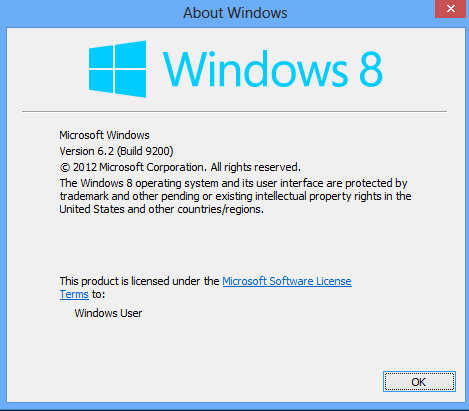 About Windows
Windows 8
Microsoft Windows
Version 6.2 (Build 9200)
© 2012 Microsoft Corporation. All rights reserved.
The Windows 8 operating system and its user interface are protected by
trademark and other pending or existing intellectual property rights in the
United States and other countries/regions.
This product is licensed under the Microsoft Software License
Terms to:
Windows User
OK